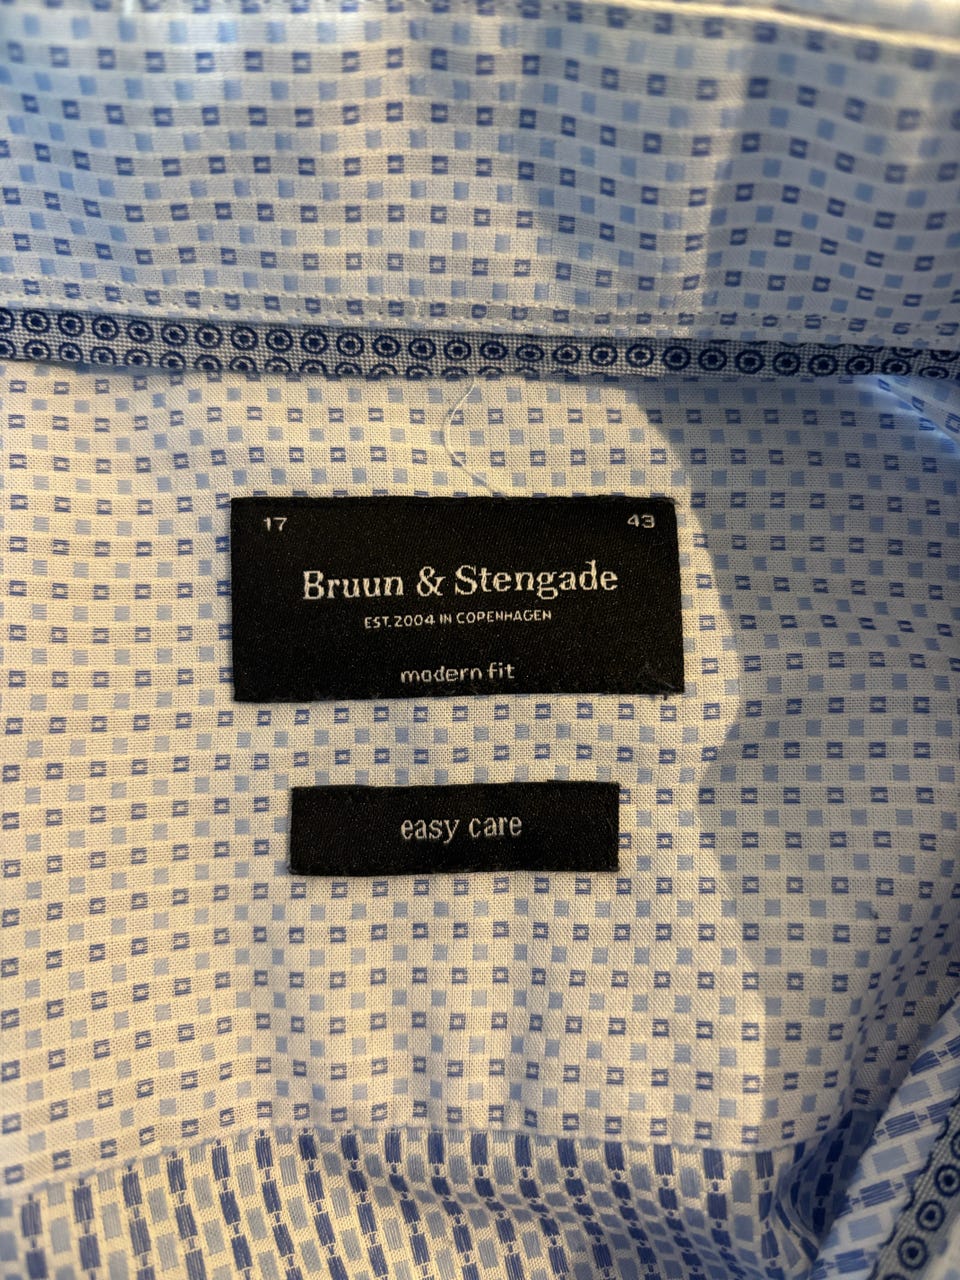 17 43
Bruun & Stengade
EST. 2004 IN COPENHAGEN
modern fit
easy care